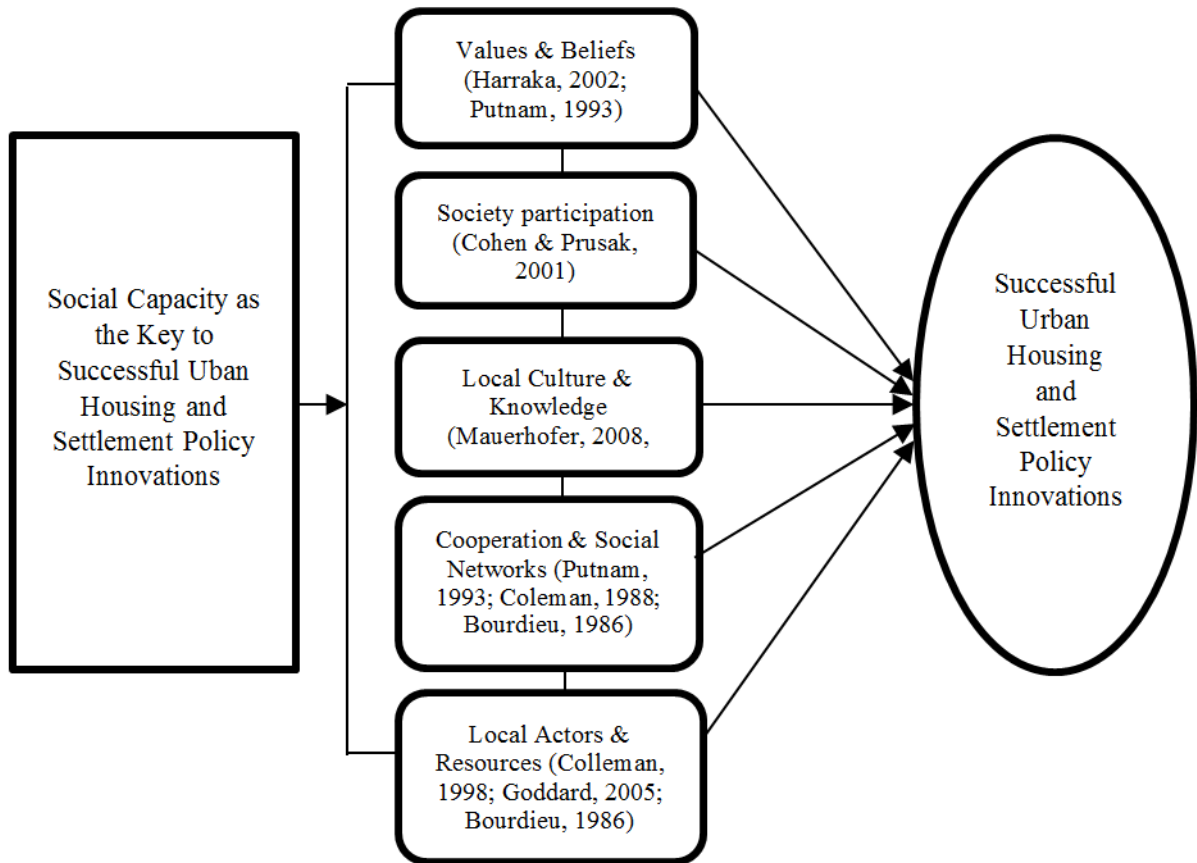 Social Capacity as
the Key to
Successful Uban
Housing and
Settlement Policy
Innovations
Values & Beliefs
(Harraka, 2002;
Putnam, 1993)
Society participation
(Cohen & Prusak,
2001)
Local Culture &
Knowledge
(Mauerhofer, 2008,
Cooperation & Social
Networks (Putnam,
1993; Coleman, 1988;
Bourdieu, 1986)
Local Actors &
Resources (Colleman,
1998; Goddard, 2005;
Bourdieu, 1986)
Successful
Urban
Housing
and
Settlement
Policy
Innovations